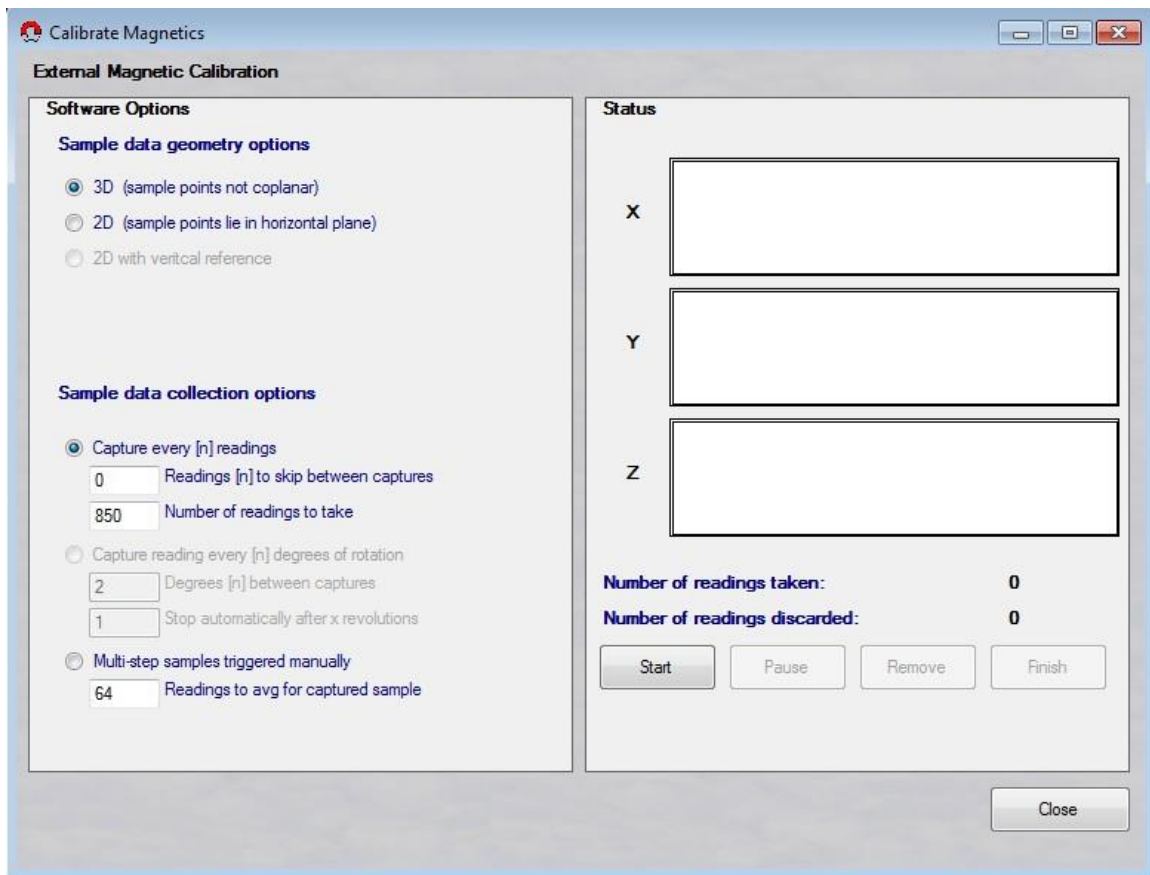 Calibrate Magnetics
External Magnetic Calibration
Software Options
Sample data geometry options
3D (sample points not coplanar)
2D (sample points lie in horizontal plane)
2D with veritcal reference
Sample data collection options
Capture every [n] readings
0 Readings [n] to skip between captures
850 Number of readings to take
Capture reading every [n] degrees of rotation
2 Degrees [n] between captures
1 Stop automatically after x revolutions
Multi-step samples triggered manually
64 Readings to avg for captured sample
Status
X
Y
Z
Number of readings taken: 0
Number of readings discarded: 0
Start Pause Remove Finish
Close